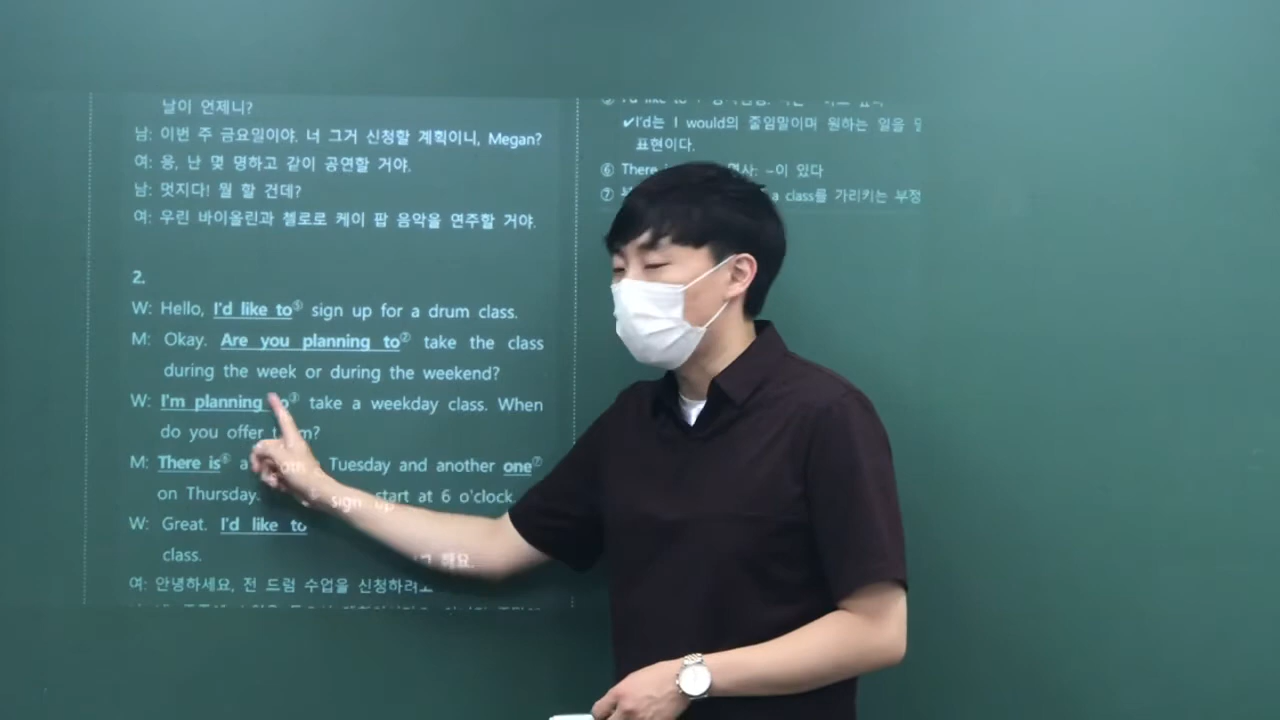 날이 언제니?
남: 이번 주 금요일이야. 너 그거 신청할 계획이니, Megan?
여: 응, 난 몇 명하고 같이 공연할 거야.
남: 멋지다! 뭘 할 건데?
여: 우린 바이올린과 첼로로 케이 팝 음악을 연주할 거야.
2.
W: Hello, I'd like to⑤ sign up for a drum class.
M: Okay. Are you planning to② take the class
during the week or during the weekend?
W: I'm planning to③ take a weekday class. When
do you offer them?
M: There is⑥ a Tuesday and another one⑦
on Thursday. start at 6 o'clock.
W: Great. I'd like to sign up
class.
여: 안녕하세요, 전 드럼 수업을 신청하려고 해요.
✔I'd는 I would의 줄임말이며 원하는 일을
표현이다.
⑥ There ~이 있다
⑦ a class를 가리키는 부정